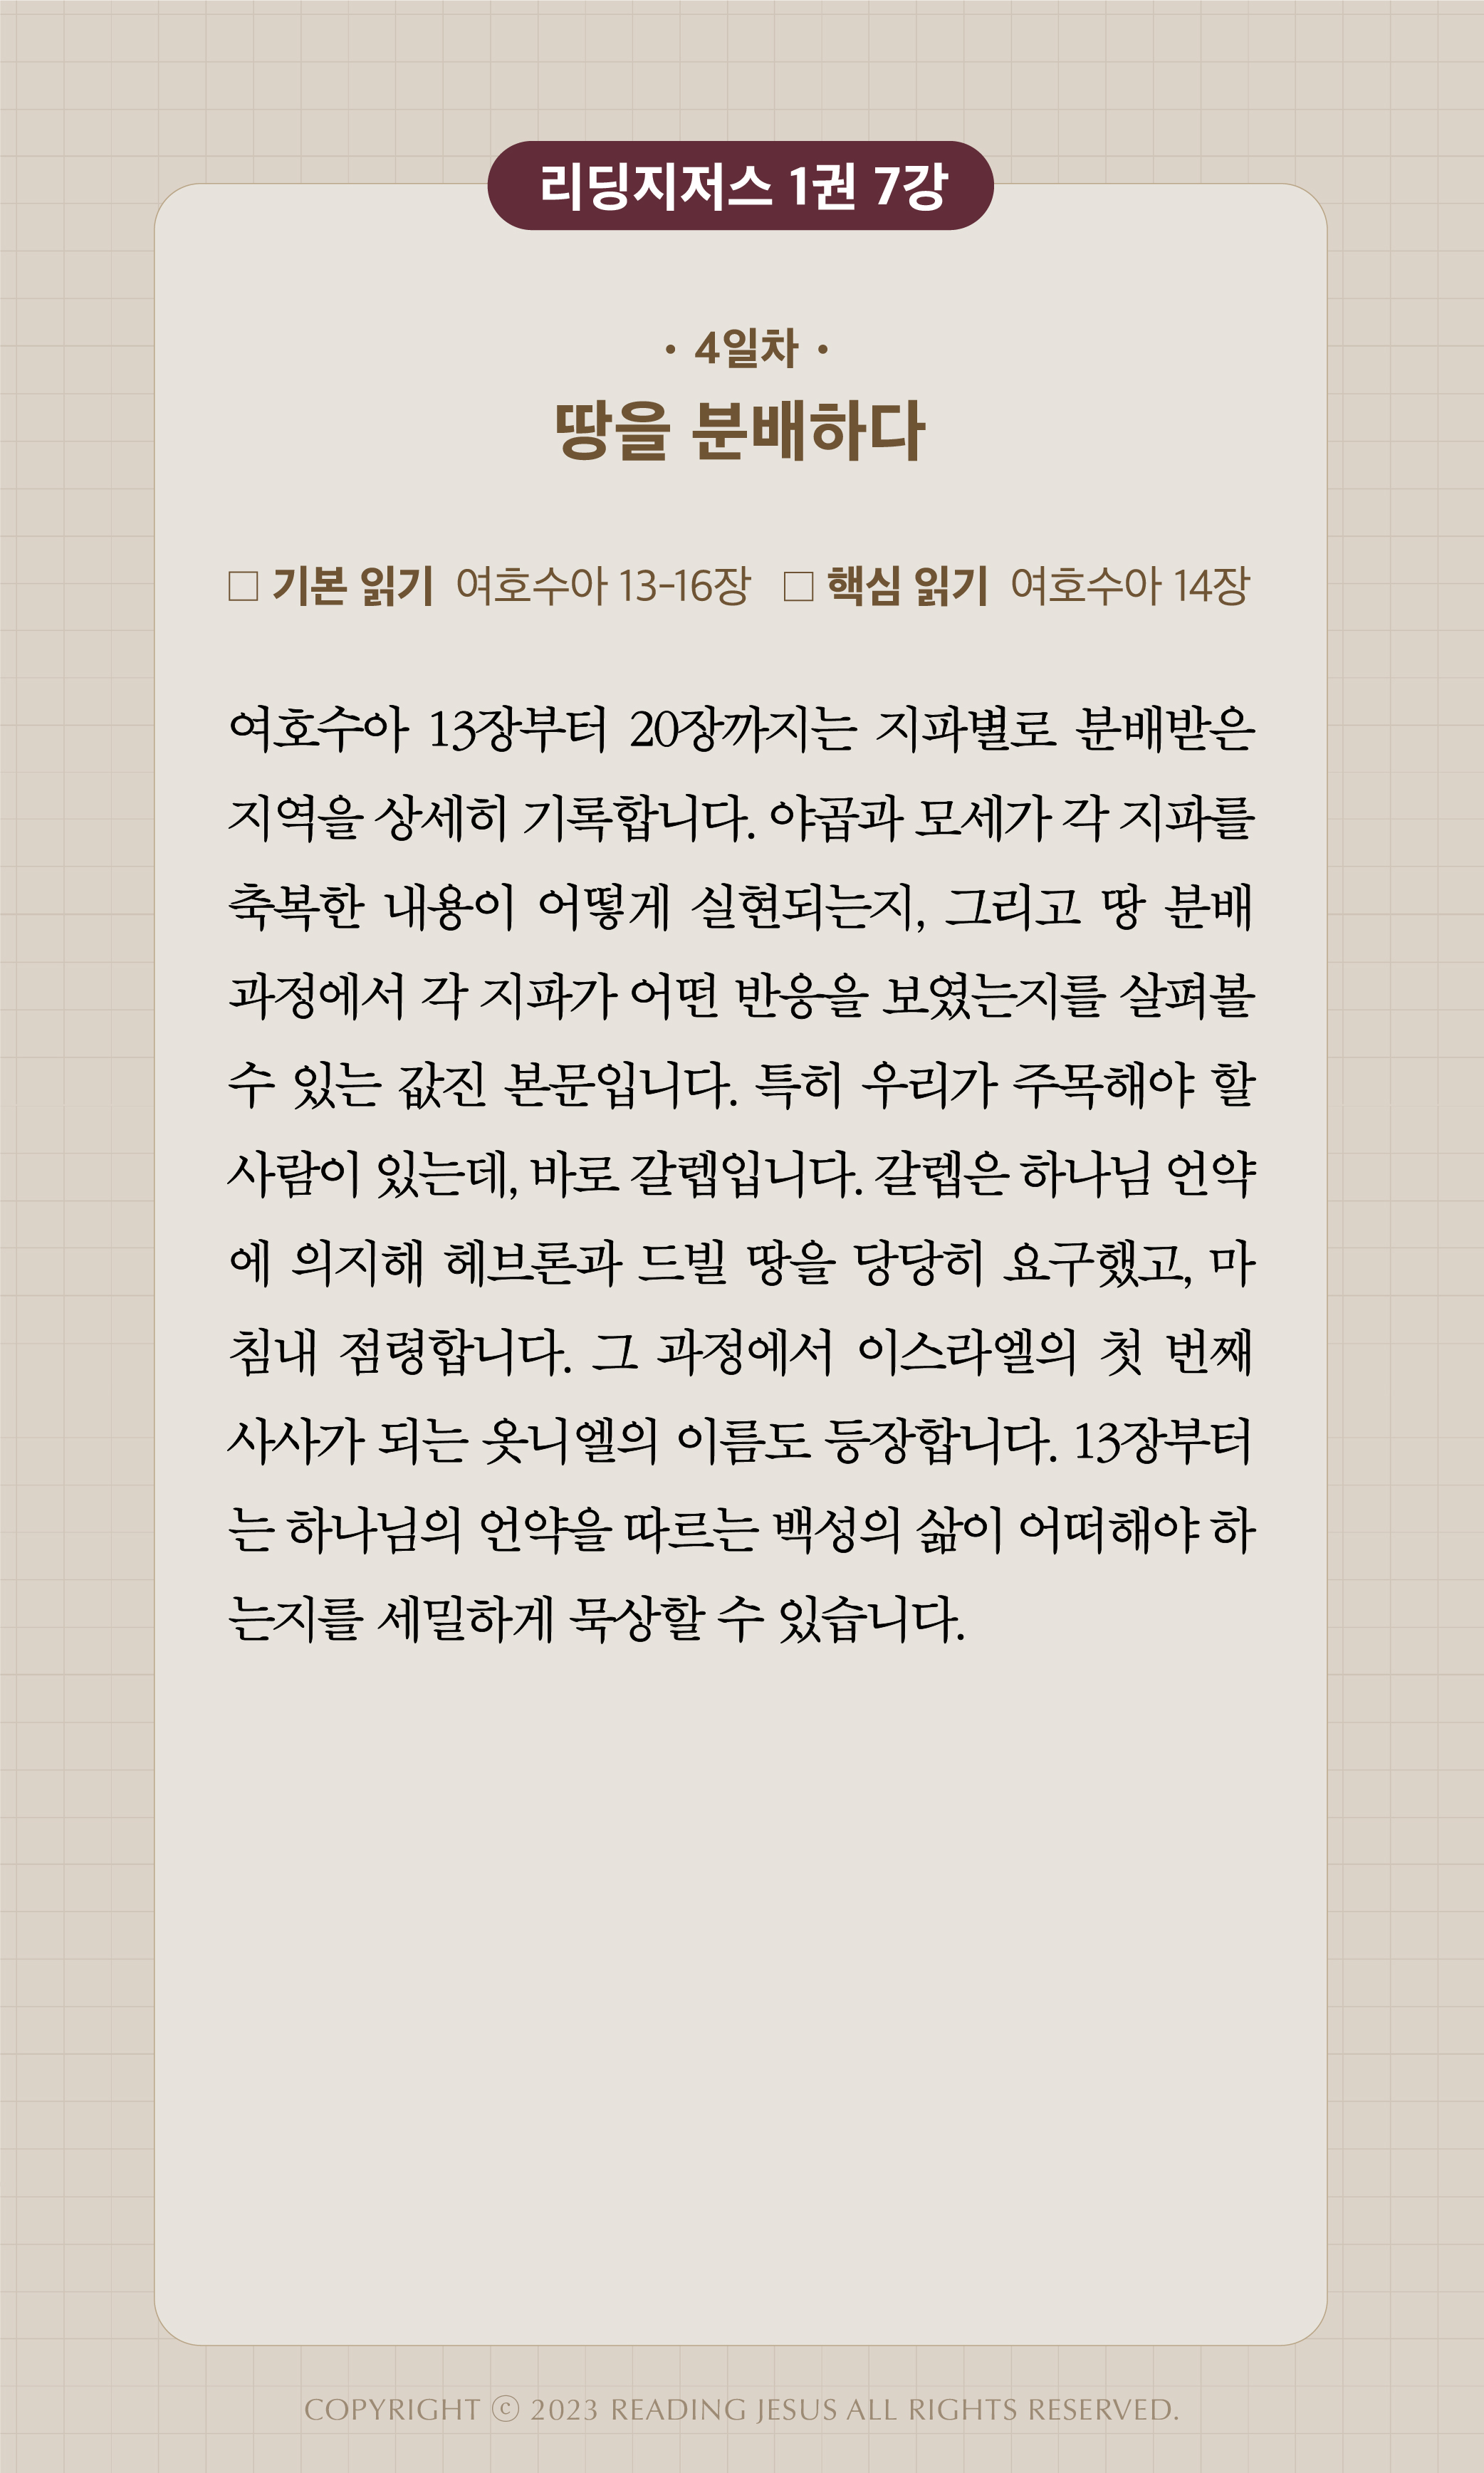 리딩지저스 1권 7강
· 4일차 ·
땅을 분배하다
□ 기본 읽기 여호수아 13-16장 □ 핵심 읽기 여호수아 14장
여호수아 13장부터 20장까지는 지파별로 분배받은
지역을 상세히 기록합니다. 야곱과 모세가 각 지파를
축복한 내용이 어떻게 실현되는지, 그리고 땅 분배
과정에서 각 지파가 어떤 반응을 보였는지를 살펴볼
수 있는 값진 본문입니다. 특히 우리가 주목해야 할
사람이 있는데, 바로 갈렙입니다. 갈렙은 하나님 언약
에 의지해 헤브론과 드빌 땅을 당당히 요구했고, 마
침내 점령합니다. 그 과정에서 이스라엘의 첫 번째
사사가 되는 옷니엘의 이름도 등장합니다. 13장부터
는 하나님의 언약을 따르는 백성의 삶이 어떠해야 하
는지를 세밀하게 묵상할 수 있습니다.
COPYRIGHT ⓒ 2023 READING JESUS ALL RIGHTS RESERVED.